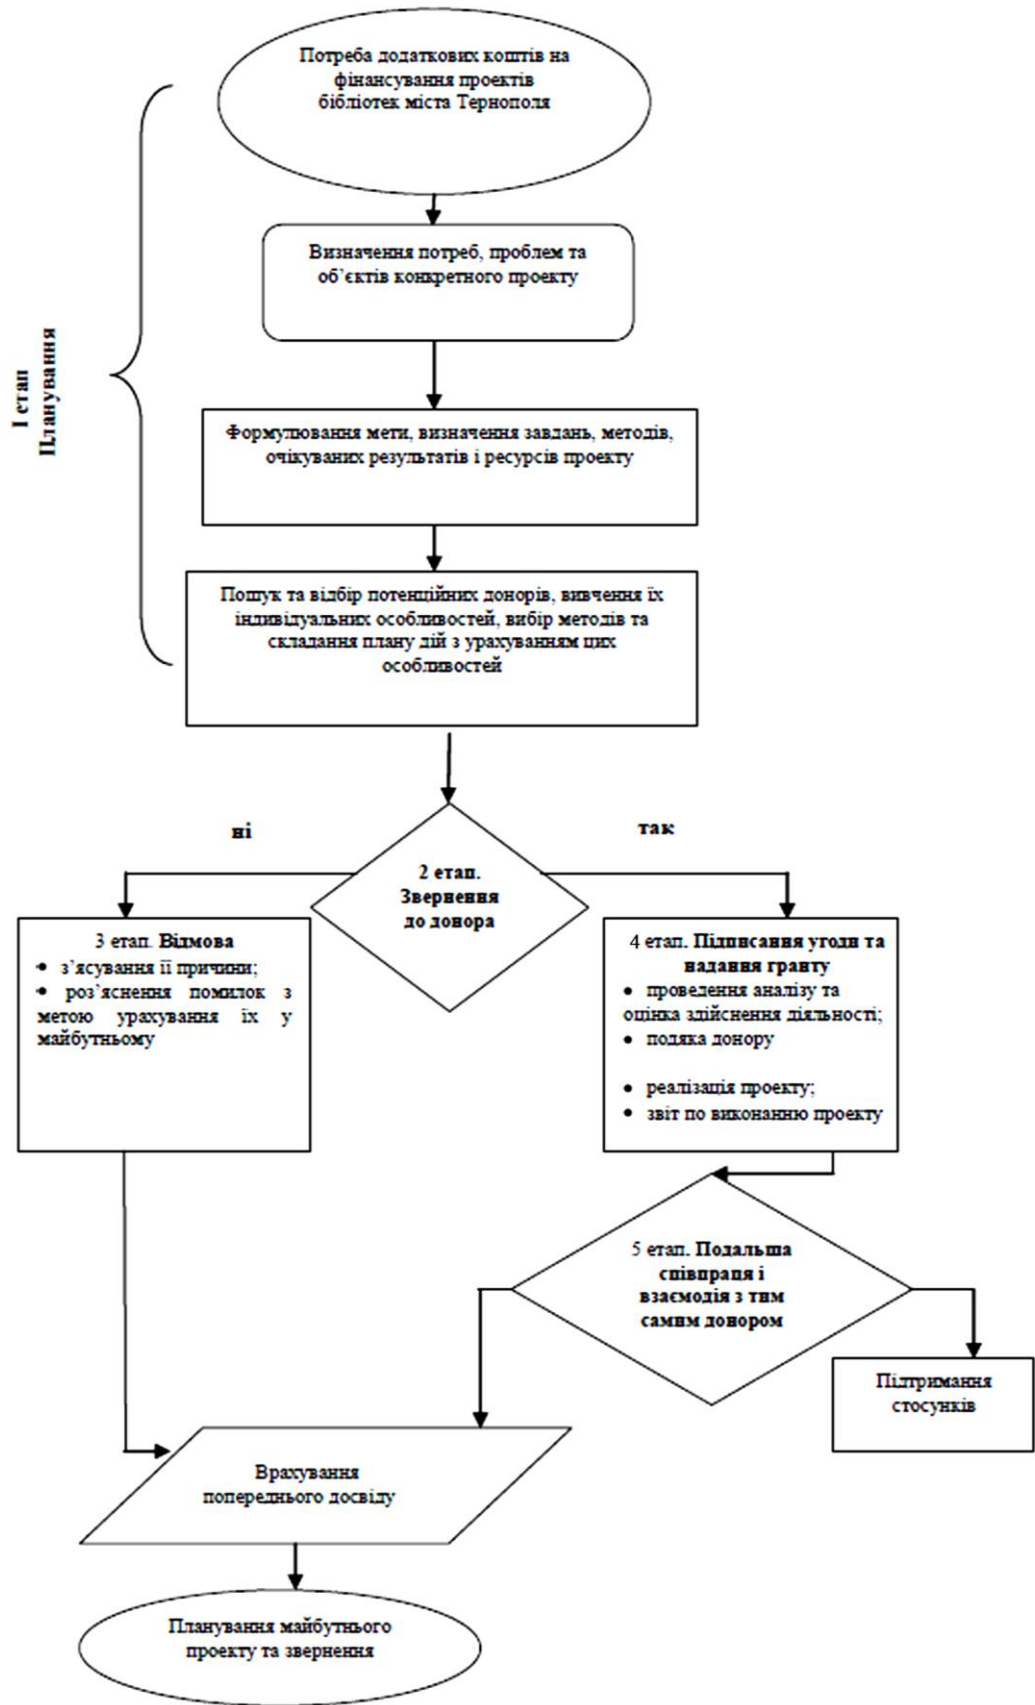 Потреба додаткових коштів на
фінансування проектів
бібліотек міста Тернополя
І етап
Планування
Визначення потреб, проблем та
об’єктів конкретного проекту
Формулювання мети, визначення завдань, методів,
очікуваних результатів і ресурсів проекту
Пошук та відбір потенційних донорів, вивчення їх
індивідуальних особливостей, вибір методів та
складання плану дій з урахуванням цих
особливостей
ні
так
2 етап.
Звернення
до донора
3 етап. Відмова
• з’ясування її причини;
• роз’яснення помилок з
метою урахування їх у
майбутньому
4 етап. Підписання угоди та
надання гранту
• проведення аналізу та
оцінка здійснення діяльності;
• подяка донору
• реалізація проекту;
• звіт по виконанню проекту
5 етап. Подальша
співпраця і
взаємодія з тим
самим донором
Підтримання
стосунків
Врахування
попереднього досвіду
Планування майбутнього
проекту та звернення